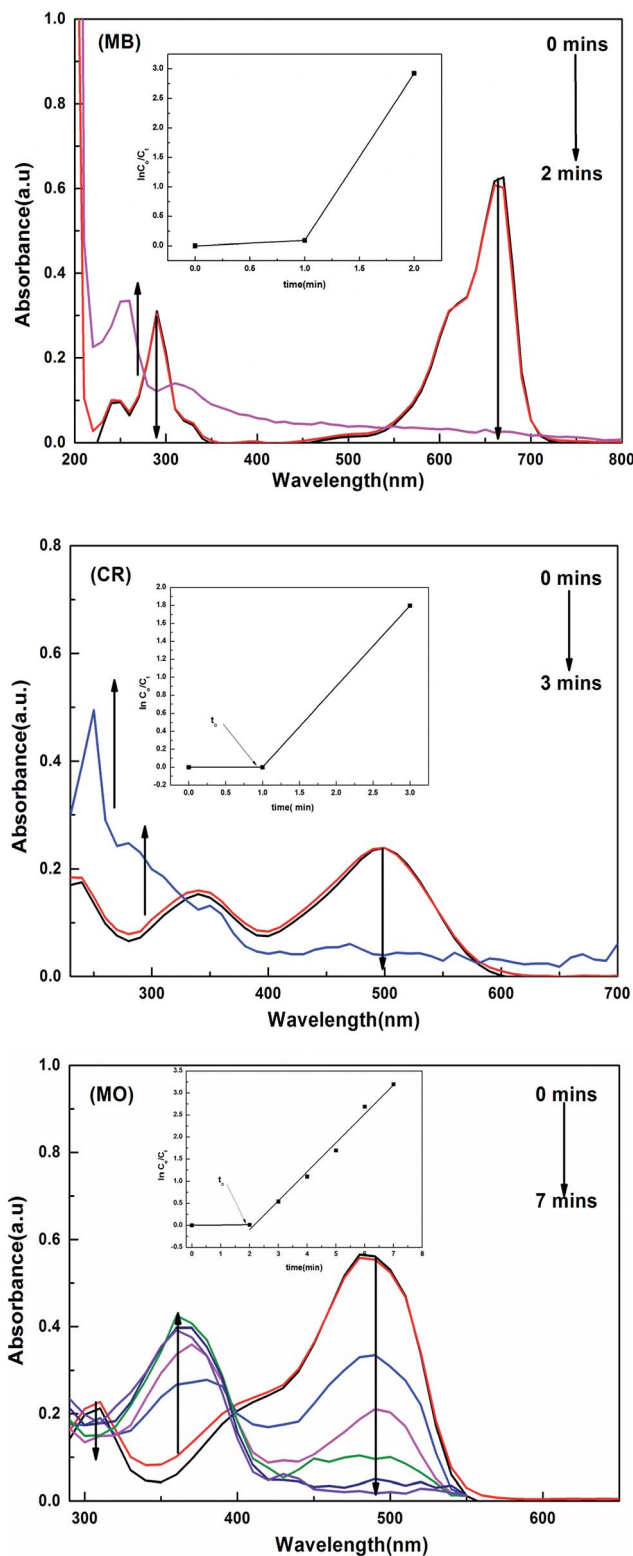 (MB)
0 mins
2 mins
3.0
2.5
2.0
1.5
1.0
0.5
0.0
lnCo/Ct
0.0 0.5 1.0 1.5 2.0
time(min)
1.0
0.8
0.6
0.4
0.2
0.0
Absorbance(a.u)
200 300 400 500 600 700 800
Wavelength(nm)
(CR)
0 mins
3 mins
2.0
1.8
1.6
1.4
1.2
1.0
0.8
0.6
0.4
0.2
0.0
-0.2
ln Co/Ct
to
0.0 0.5 1.0 1.5 2.0 2.5 3.0
time( min)
0.8
0.6
0.4
0.2
0.0
Absorbance(a.u.)
300 400 500 600 700
Wavelength(nm)
(MO)
0 mins
7 mins
3.5
3.0
2.5
2.0
1.5
1.0
0.5
0.0
-0.5
ln Co/Ct
to
0 1 2 3 4 5 6 7 8
time(min)
1.0
0.8
0.6
0.4
0.2
0.0
Absorbance(a.u)
300 400 500 600
Wavelength(nm)